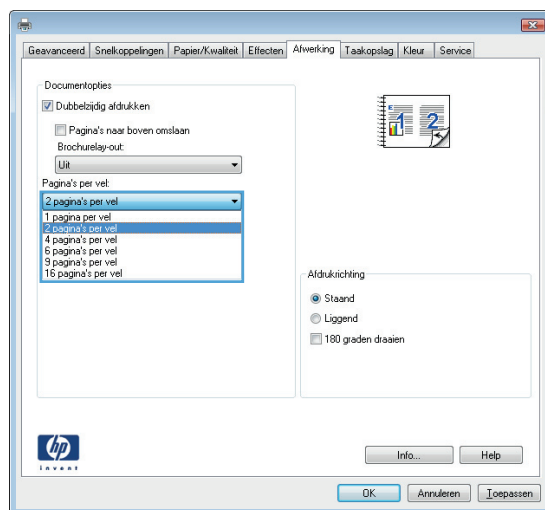 Geavanceerd Snelkoppelingen Papier/Kwaliteit Effecten Afwerking Taakopslag Kleur Service
Documentopties
Dubbelzijdig afdrukken
Pagina's naar boven omslaan
Brochurelay-out:
Uit
Pagina's per vel:
2 pagina's per vel
1 pagina per vel
2 pagina's per vel
4 pagina's per vel
6 pagina's per vel
9 pagina's per vel
16 pagina's per vel
1 2
Afdrukrichting
Staand
Liggend
180 graden draaien
hp
invent
Info... Help
OK Annuleren Toepassen